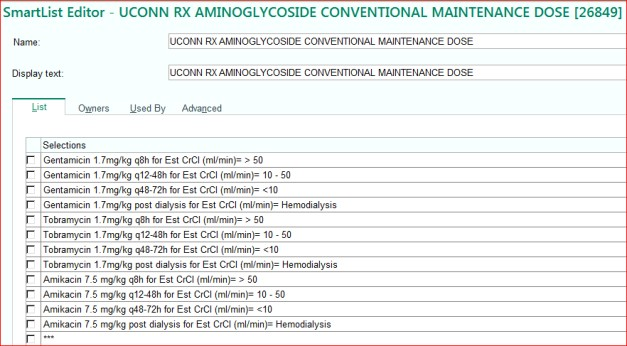 SmartList Editor - UCONN RX AMINOGLYCOSIDE CONVENTIONAL MAINTENANCE DOSE [26849]
Name: UCONN RX AMINOGLYCOSIDE CONVENTIONAL MAINTENANCE DOSE
Display text: UCONN RX AMINOGLYCOSIDE CONVENTIONAL MAINTENANCE DOSE
List Owners Used By Advanced
Selections
Gentamicin 1.7mg/kg q8h for Est CrCl (ml/min)= > 50
Gentamicin 1.7mg/kg q12-48h for Est CrCl (ml/min)= 10 - 50
Gentamicin 1.7mg/kg q48-72h for Est CrCl (ml/min)= <10
Gentamicin 1.7mg/kg post dialysis for Est CrCl (ml/min)= Hemodialysis
Tobramycin 1.7mg/kg q8h for Est CrCl (ml/min)= > 50
Tobramycin 1.7mg/kg q12-48h for Est CrCl (ml/min)= 10 - 50
Tobramycin 1.7mg/kg q48-72h for Est CrCl (ml/min)= <10
Tobramycin 1.7mg/kg post dialysis for Est CrCl (ml/min)= Hemodialysis
Amikacin 7.5 mg/kg q8h for Est CrCl (ml/min)= > 50
Amikacin 7.5 mg/kg q12-48h for Est CrCl (ml/min)= 10 - 50
Amikacin 7.5 mg/kg q48-72h for Est CrCl (ml/min)= <10
Amikacin 7.5 mg/kg post dialysis for Est CrCl (ml/min)= Hemodialysis
***